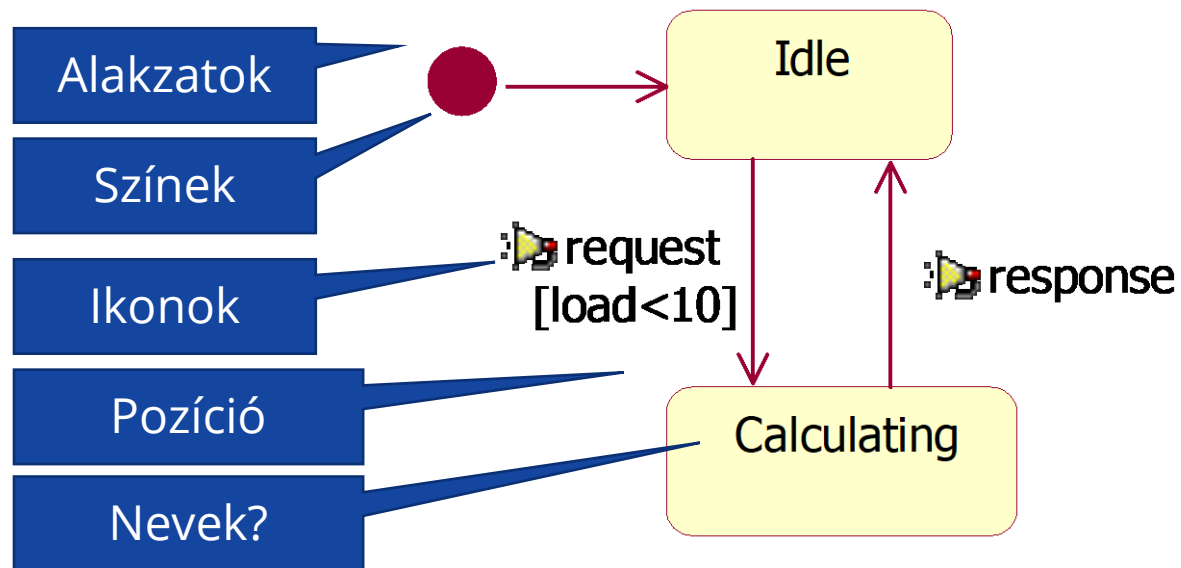 Alakzatok
Színek
Ikonok
Pozíció
Nevek?
Idle
request
[load<10]
response
Calculating